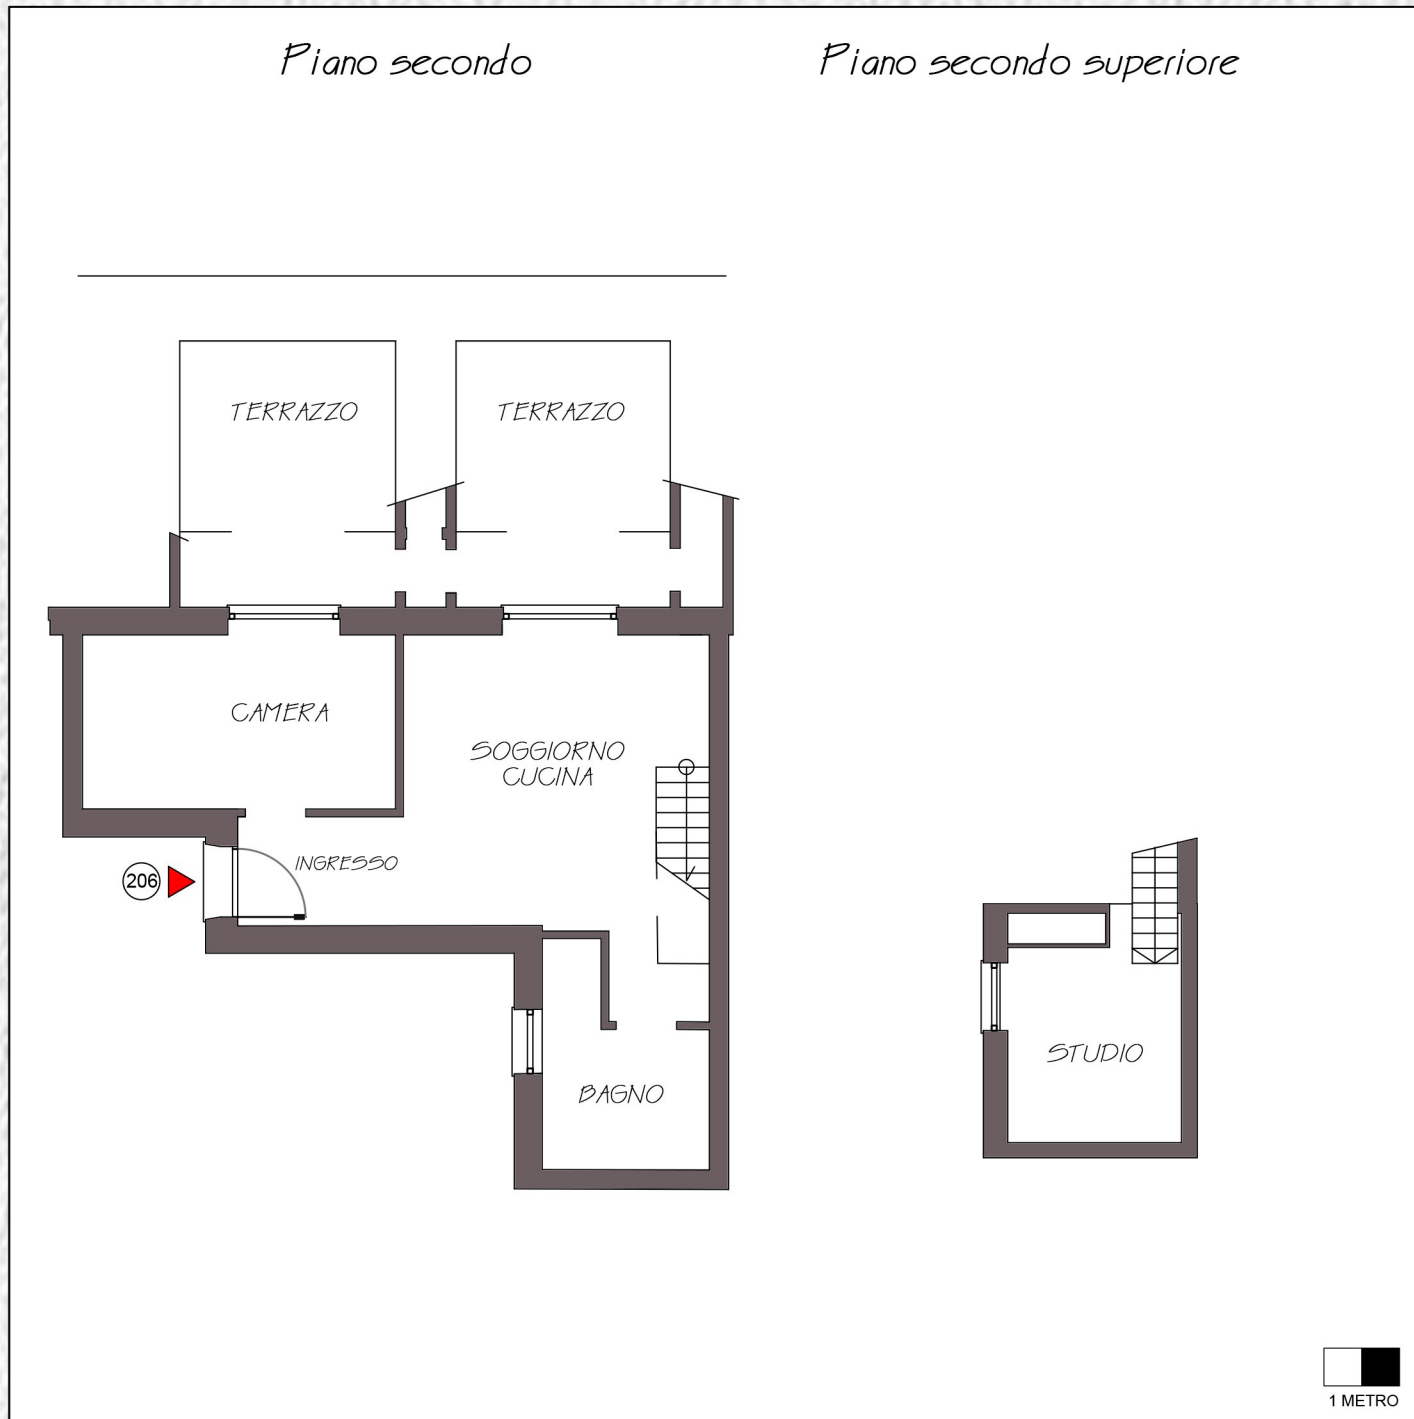 Piano secondo
Piano secondo superiore
TERRAZZO
TERRAZZO
CAMERA
SOGGIORNO
CUCINA
INGRESSO
206
BAGNO
STUDIO
1 METRO